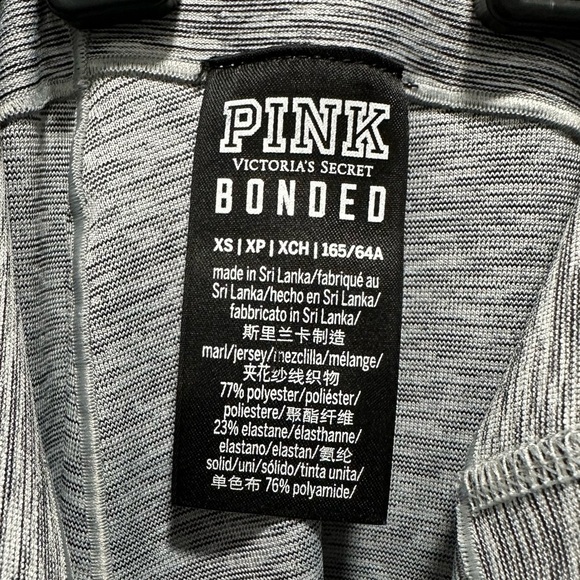 PINK
VICTORIA'S SECRET
BONDED
XS | XP | XCH | 165/64A
made in Sri Lanka/fabriqué au
Sri Lanka/hecho en Sri Lanka/
fabbricato in Sri Lanka/
斯里兰卡制造
marl/jersey/mezclilla/mélange/
夹花纱线织物
77% polyester/poliéster/
poliestere/聚酯纤维
23% elastane/élasthanne/
elastano/elastan/氨纶
solid/uni/sólido/tinta unita/
单色布 76% polyamide/